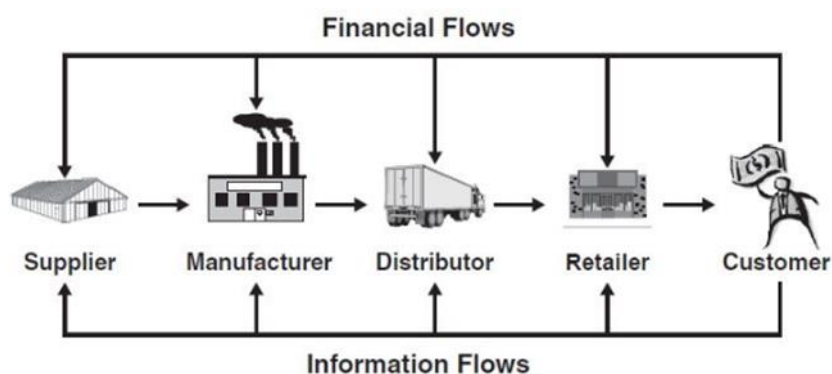 Financial Flows
Supplier Manufacturer Distributor Retailer Customer
Information Flows